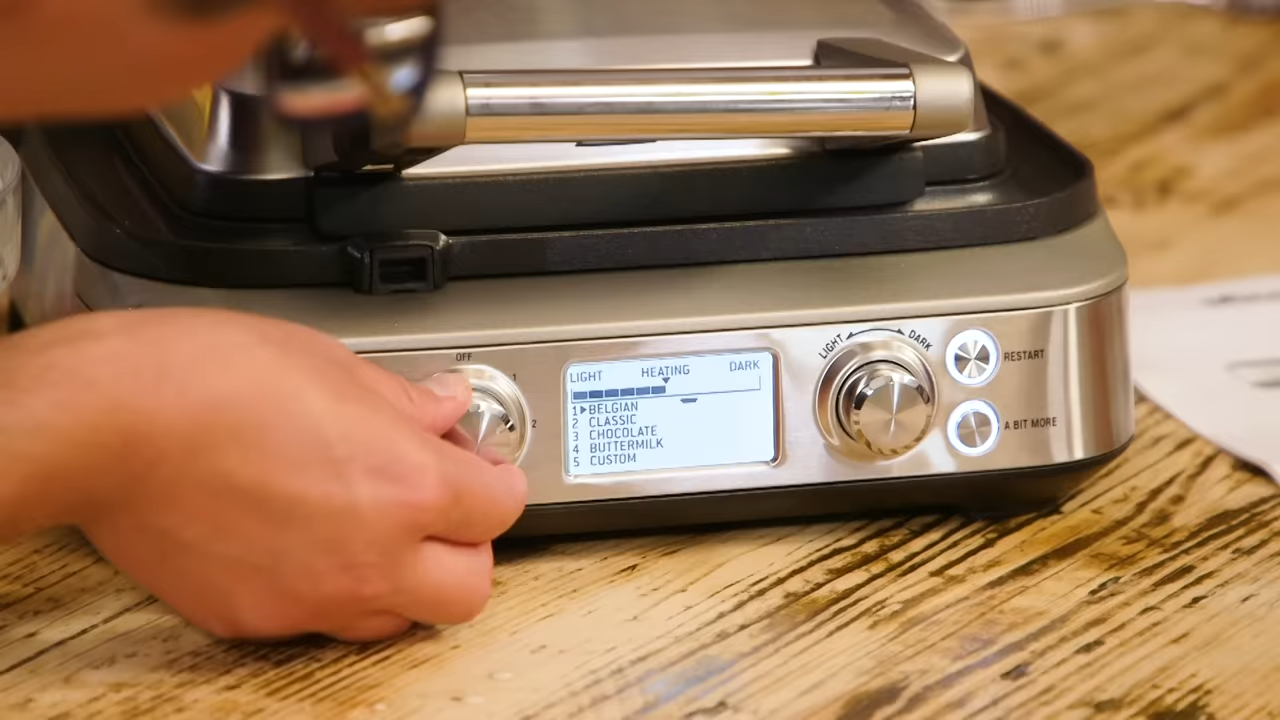 OFF
1
2
LIGHT HEATING DARK
1 BELGIAN
2 CLASSIC
3 CHOCOLATE
4 BUTTERMILK
5 CUSTOM
LIGHT DARK
RESTART
A BIT MORE